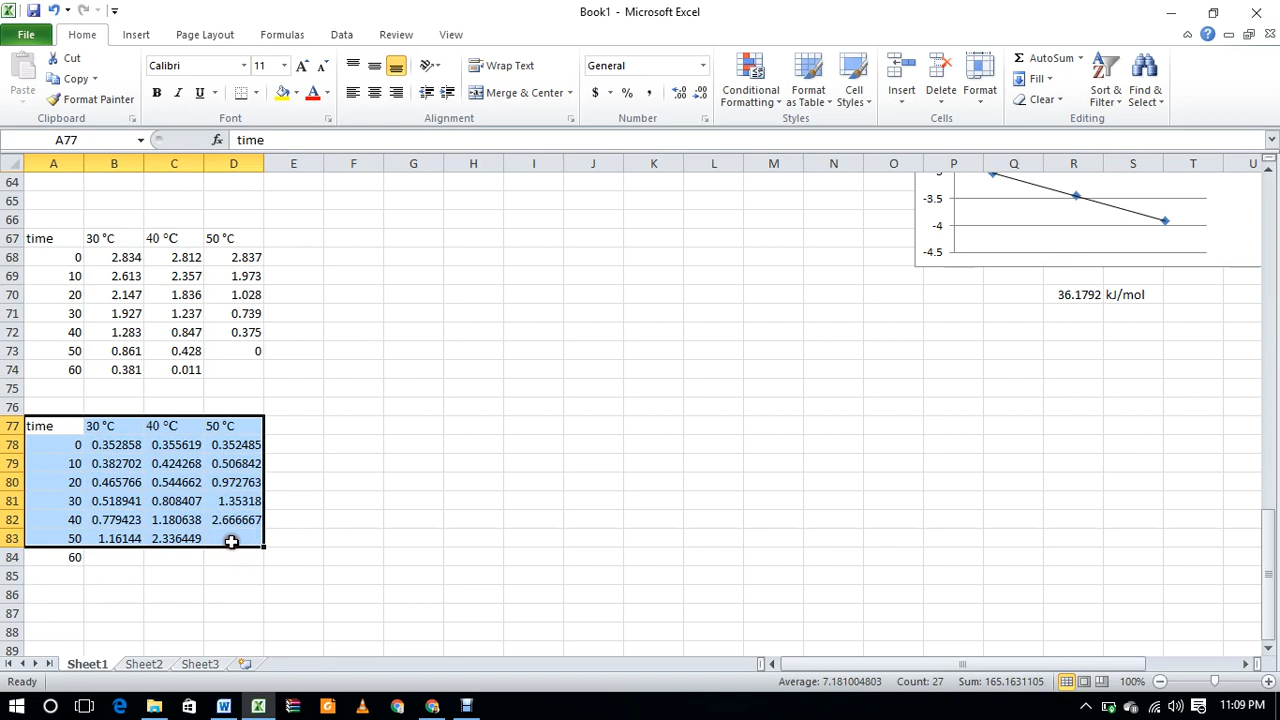 Book1 - Microsoft Excel
File Home Insert Page Layout Formulas Data Review View
Paste
Cut
Copy
Format Painter
Clipboard
Calibri 11
B I U
Font
Wrap Text
Merge & Center
Alignment
General
$ % ,
Number
Conditional Formatting
Format as Table
Cell Styles
Styles
Insert Delete Format
Cells
AutoSum
Fill
Clear
Sort & Filter
Find & Select
Editing
A77 fx time
A B C D E F G H I J K L M N O P Q R S T U
64
-3.5
65
-4
66
67 time 30 °C 40 °C 50 °C
-4.5
68 0 2.834 2.812 2.837
69 10 2.613 2.357 1.973
70 20 2.147 1.836 1.028 36.1792 kJ/mol
71 30 1.927 1.237 0.739
72 40 1.283 0.847 0.375
73 50 0.861 0.428 0
74 60 0.381 0.011
75
76
77 time 30 °C 40 °C 50 °C
78 0 0.352858 0.355619 0.352485
79 10 0.382702 0.424268 0.506842
80 20 0.465766 0.544662 0.972763
81 30 0.518941 0.808407 1.35318
82 40 0.779423 1.180638 2.666667
83 50 1.16144 2.336449
84 60
85
86
87
88
89
Sheet1 Sheet2 Sheet3
Ready Average: 7.181004803 Count: 27 Sum: 165.1631105 100%
11:09 PM